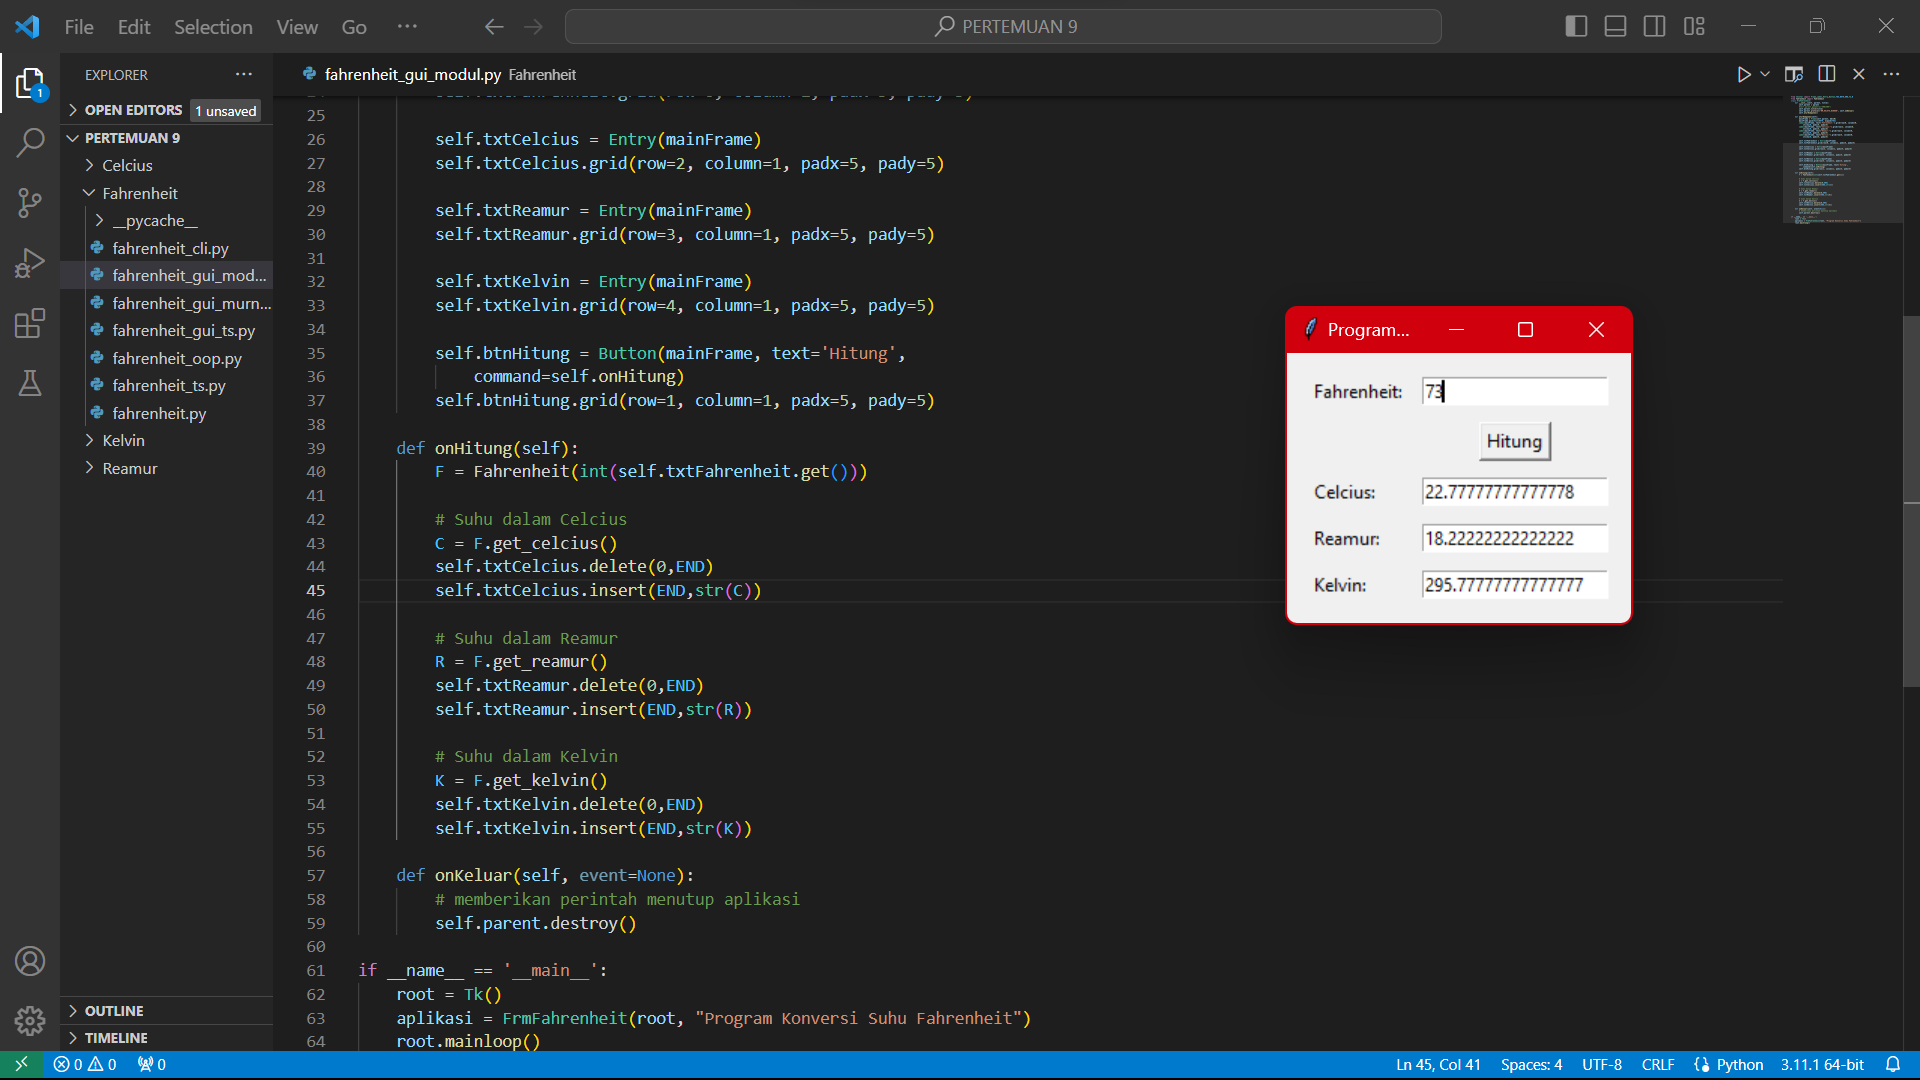 File Edit Selection View Go ··· PERTEMUAN 9
EXPLORER ···
OPEN EDITORS 1 unsaved
PERTEMUAN 9
Celcius
Fahrenheit
__pycache__
fahrenheit_cli.py
fahrenheit_gui_mod...
fahrenheit_gui_murn...
fahrenheit_gui_ts.py
fahrenheit_oop.py
fahrenheit_ts.py
fahrenheit.py
Kelvin
Reamur
OUTLINE
TIMELINE
1
fahrenheit_gui_modul.py Fahrenheit
25
26 self.txtCelcius = Entry(mainFrame)
27 self.txtCelcius.grid(row=2, column=1, padx=5, pady=5)
28
29 self.txtReamur = Entry(mainFrame)
30 self.txtReamur.grid(row=3, column=1, padx=5, pady=5)
31
32 self.txtKelvin = Entry(mainFrame)
33 self.txtKelvin.grid(row=4, column=1, padx=5, pady=5)
34
35 self.btnHitung = Button(mainFrame, text='Hitung',
36 command=self.onHitung)
37 self.btnHitung.grid(row=1, column=1, padx=5, pady=5)
38
39 def onHitung(self):
40 F = Fahrenheit(int(self.txtFahrenheit.get()))
41
42 # Suhu dalam Celcius
43 C = F.get_celcius()
44 self.txtCelcius.delete(0,END)
45 self.txtCelcius.insert(END,str(C))
46
47 # Suhu dalam Reamur
48 R = F.get_reamur()
49 self.txtReamur.delete(0,END)
50 self.txtReamur.insert(END,str(R))
51
52 # Suhu dalam Kelvin
53 K = F.get_kelvin()
54 self.txtKelvin.delete(0,END)
55 self.txtKelvin.insert(END,str(K))
56
57 def onKeluar(self, event=None):
58 # memberikan perintah menutup aplikasi
59 self.parent.destroy()
60
61 if __name__ == '__main__':
62 root = Tk()
63 aplikasi = FrmFahrenheit(root, "Program Konversi Suhu Fahrenheit")
64 root.mainloop()
Program...
Fahrenheit: 73
Hitung
Celcius: 22.77777777777778
Reamur: 18.22222222222222
Kelvin: 295.77777777777777
0 0 0 Ln 45, Col 41 Spaces: 4 UTF-8 CRLF Python 3.11.1 64-bit